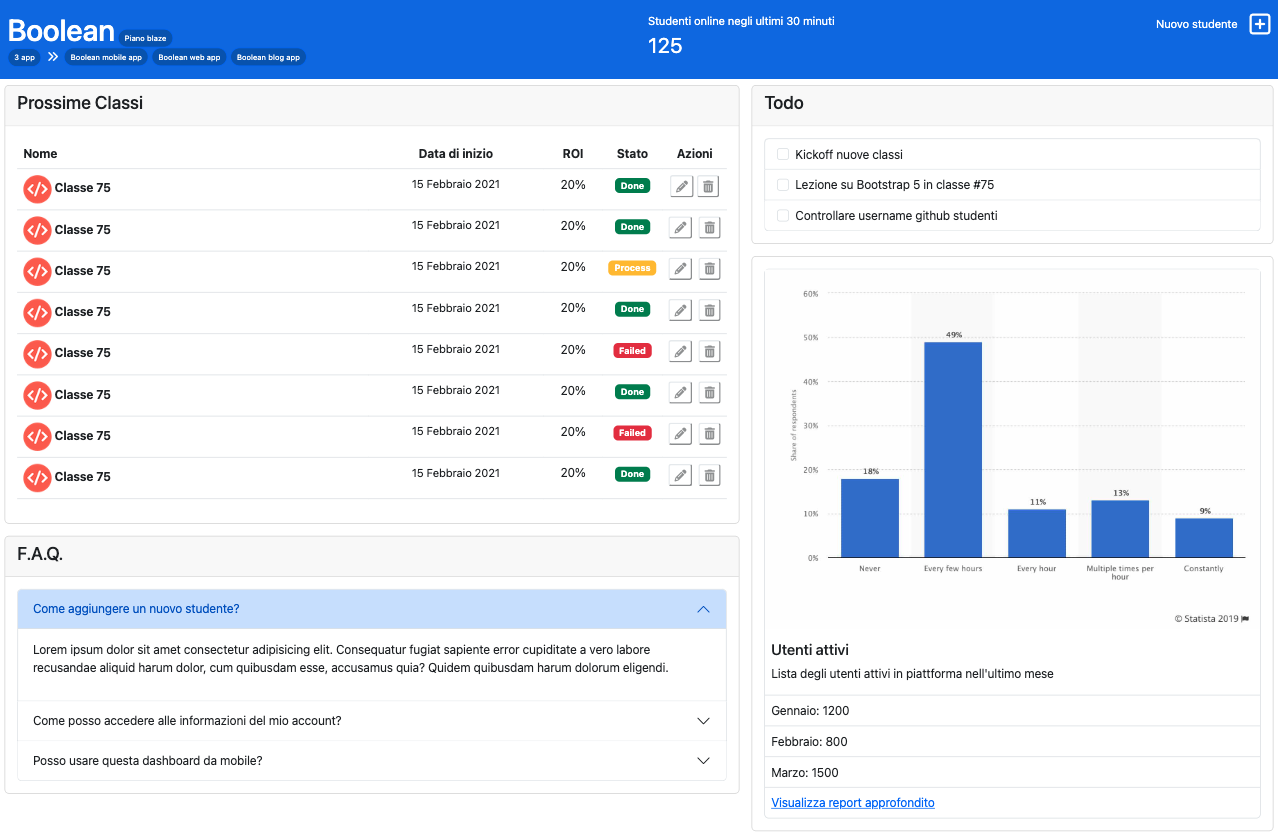 Boolean Piano blaze
3 app Boolean mobile app Boolean web app Boolean blog app
Studenti online negli ultimi 30 minuti
125
Nuovo studente
Prossime Classi
Nome Data di inizio ROI Stato Azioni
Classe 75 15 Febbraio 2021 20% Done
Classe 75 15 Febbraio 2021 20% Done
Classe 75 15 Febbraio 2021 20% Process
Classe 75 15 Febbraio 2021 20% Done
Classe 75 15 Febbraio 2021 20% Failed
Classe 75 15 Febbraio 2021 20% Done
Classe 75 15 Febbraio 2021 20% Failed
Classe 75 15 Febbraio 2021 20% Done
F.A.Q.
Come aggiungere un nuovo studente?
Lorem ipsum dolor sit amet consectetur adipisicing elit. Consequatur fugiat sapiente error cupiditate a vero labore
recusandae aliquid harum dolor, cum quibusdam esse, accusamus quia? Quidem quibusdam harum dolorum eligendi.
Come posso accedere alle informazioni del mio account?
Posso usare questa dashboard da mobile?
Todo
Kickoff nuove classi
Lezione su Bootstrap 5 in classe #75
Controllare username github studenti
Share of respondents
60%
50%
40%
30%
20%
10%
0%
18%
49%
11%
13%
9%
Never
Every few hours
Every hour
Multiple times per
hour
Constantly
© Statista 2019
Utenti attivi
Lista degli utenti attivi in piattaforma nell'ultimo mese
Gennaio: 1200
Febbraio: 800
Marzo: 1500
Visualizza report approfondito